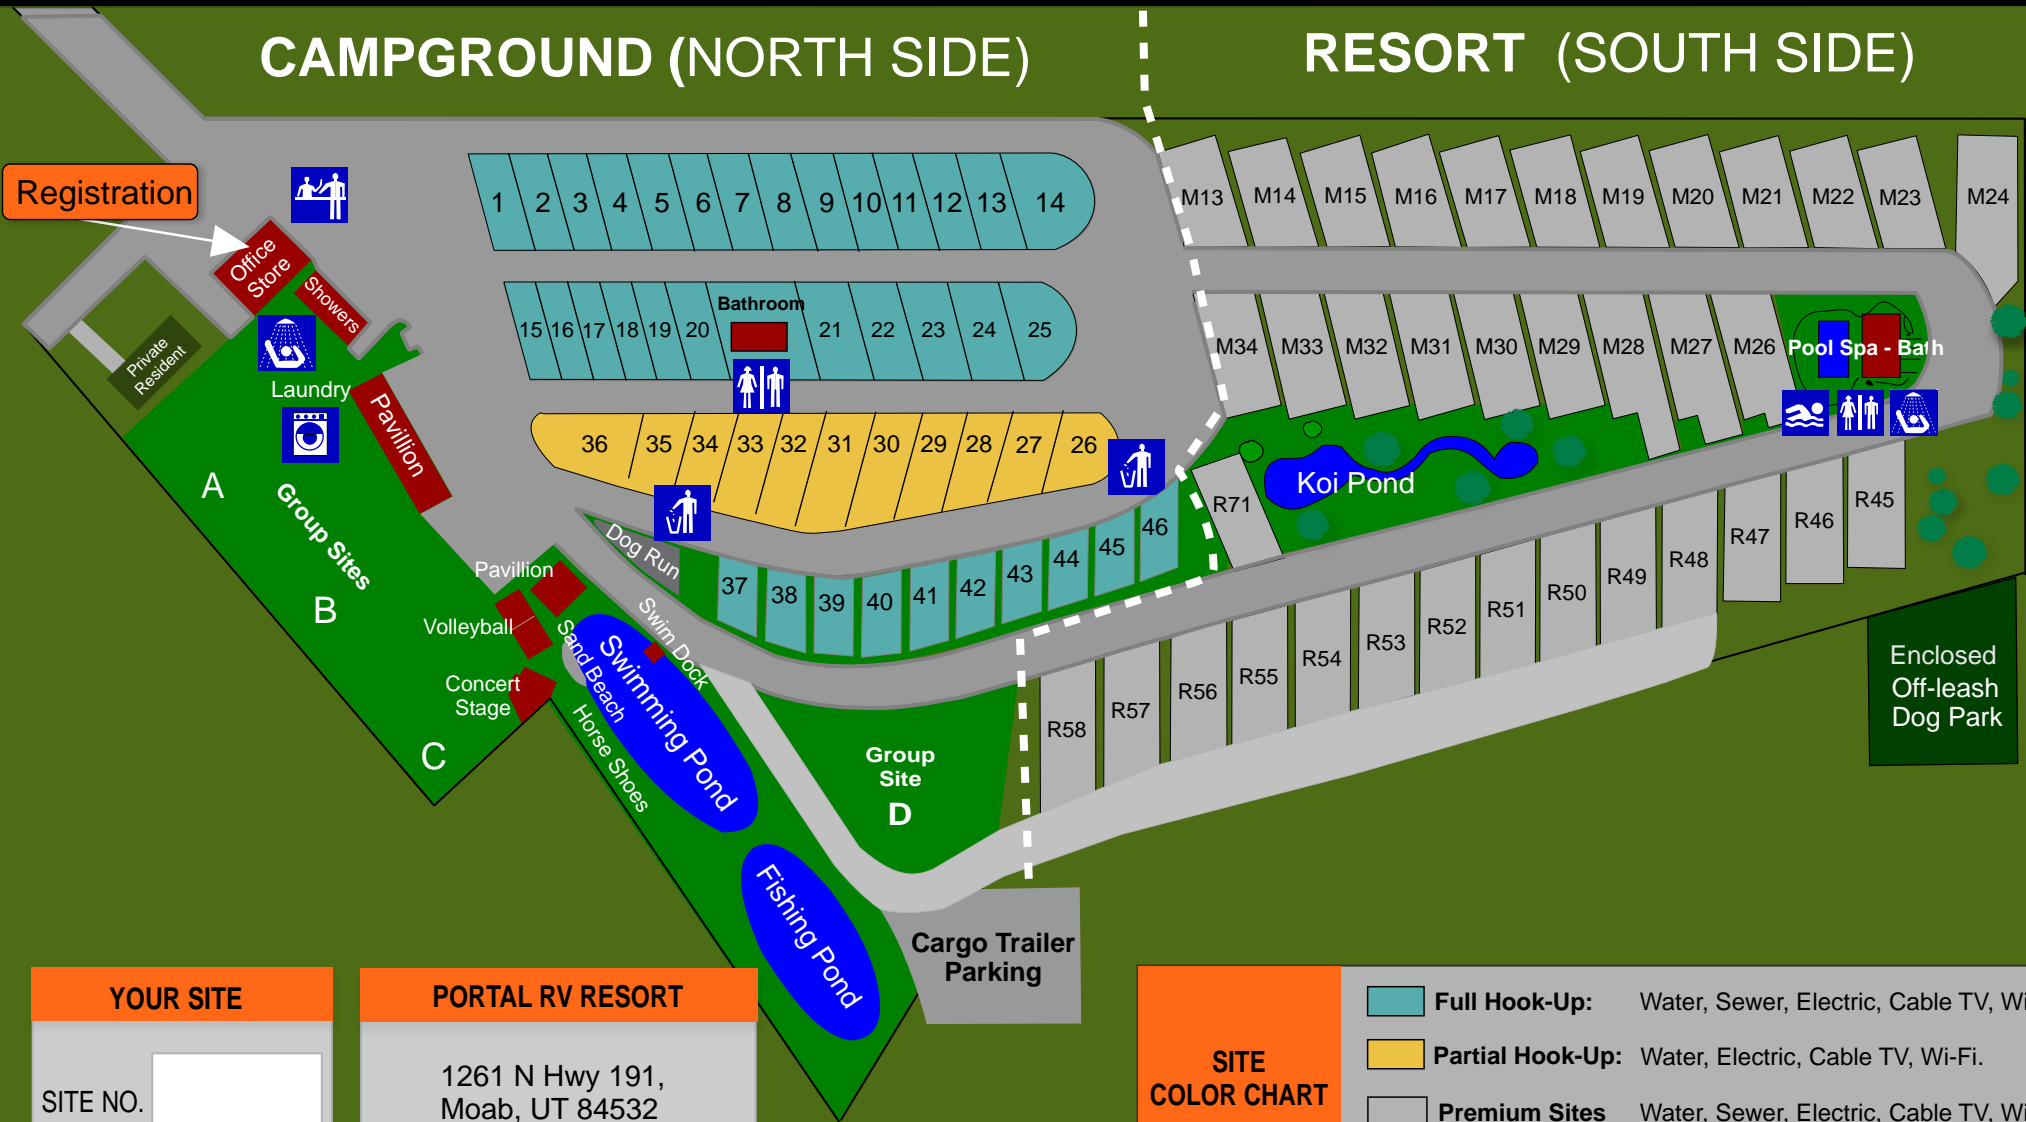 CAMPGROUND (NORTH SIDE)
RESORT (SOUTH SIDE)
Registration
Office
Store
Showers
Private
Resident
Laundry
Pavillion
A
Group Sites
B
C
1 2 3 4 5 6 7 8 9 10 11 12 13 14
Bathroom
15 16 17 18 19 20 21 22 23 24 25
36 35 34 33 32 31 30 29 28 27 26
Dog Run
37 38 39 40 41 42 43 44 45 46
M13 M14 M15 M16 M17 M18 M19 M20 M21 M22 M23 M24
M34 M33 M32 M31 M30 M29 M28 M27 M26
Pool Spa - Bath
Koi Pond
R71
R58 R57 R56 R55 R54 R53 R52 R51 R50 R49 R48 R47 R46 R45
Enclosed
Off-leash
Dog Park
Pavillion
Volleyball
Concert
Stage
Sand Beach
Swim Dock
Swimming Pond
Horse Shoes
Group
Site
D
Fishing Pond
Cargo Trailer
Parking
YOUR SITE
SITE NO.
PORTAL RV RESORT
1261 N Hwy 191,
Moab, UT 84532
SITE
COLOR CHART
Full Hook-Up: Water, Sewer, Electric, Cable TV, Wi
Partial Hook-Up: Water, Electric, Cable TV, Wi-Fi.
Premium Sites Water, Sewer, Electric, Cable TV, Wi